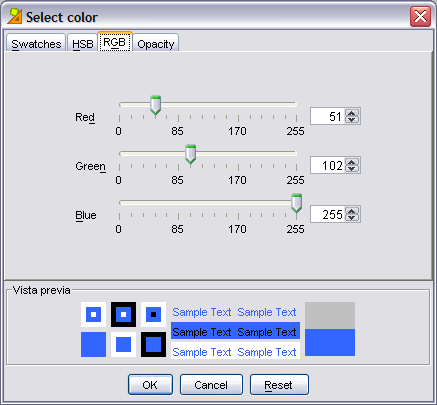 Select color
Swatches HSB RGB Opacity
Red 51
0 85 170 255
Green 102
0 85 170 255
Blue 255
0 85 170 255
Vista previa
Sample Text Sample Text
Sample Text Sample Text
Sample Text Sample Text
OK Cancel Reset